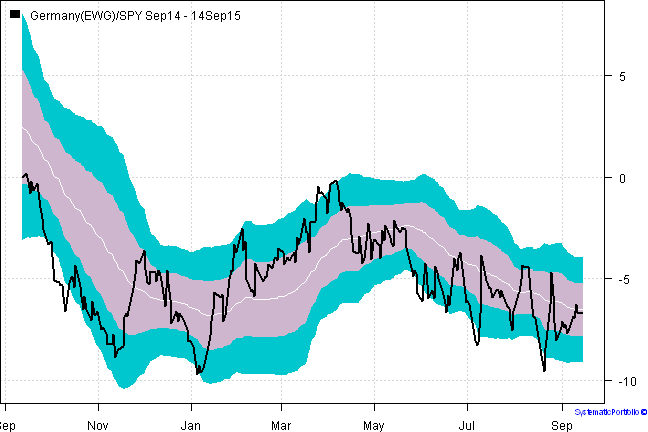 Germany(EWG)/SPY Sep14 - 14Sep15
5
0
-5
-10
SystematicPortfolio ©
Sep Nov Jan Mar May Jul Sep